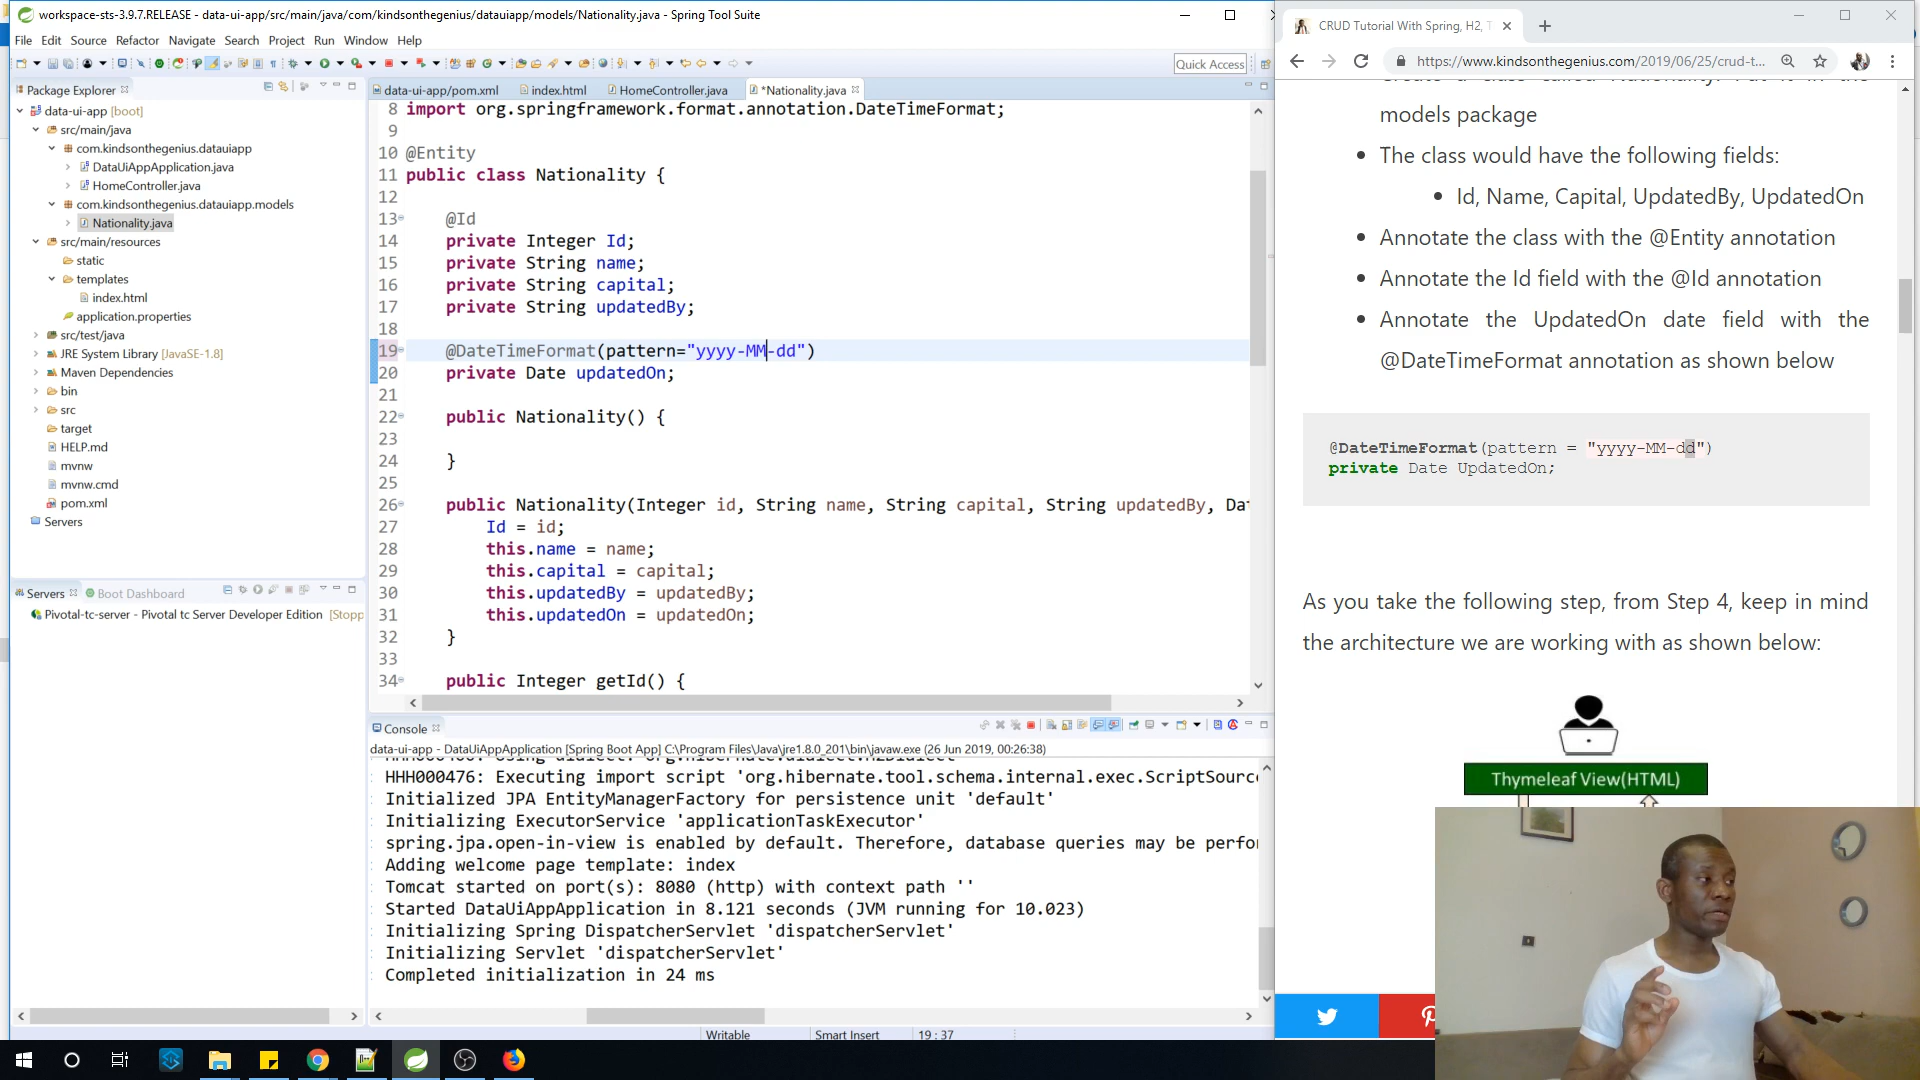 workspace-sts-3.9.7.RELEASE - data-ui-app/src/main/java/com/kindsonthegenius/datauiapp/models/Nationality.java - Spring Tool Suite
File Edit Source Refactor Navigate Search Project Run Window Help
Quick Access
Package Explorer
data-ui-app [boot]
src/main/java
com.kindsonthegenius.datauiapp
DataUiAppApplication.java
HomeController.java
com.kindsonthegenius.datauiapp.models
Nationality.java
src/main/resources
static
templates
index.html
application.properties
src/test/java
JRE System Library [JavaSE-1.8]
Maven Dependencies
bin
src
target
HELP.md
mvnw
mvnw.cmd
pom.xml
Servers
Servers Boot Dashboard
Pivotal-tc-server - Pivotal tc Server Developer Edition [Stopp
data-ui-app/pom.xml index.html HomeController.java *Nationality.java
8 import org.springframework.format.annotation.DateTimeFormat;
9
10 @Entity
11 public class Nationality {
12
13 @Id
14 private Integer Id;
15 private String name;
16 private String capital;
17 private String updatedBy;
18
19 @DateTimeFormat(pattern="yyyy-MM-dd")
20 private Date updatedOn;
21
22 public Nationality() {
23
24 }
25
26 public Nationality(Integer id, String name, String capital, String updatedBy, Dat
27 Id = id;
28 this.name = name;
29 this.capital = capital;
30 this.updatedBy = updatedBy;
31 this.updatedOn = updatedOn;
32 }
33
34 public Integer getId() {
Console
data-ui-app - DataUiAppApplication [Spring Boot App] C:\Program Files\Java\jre1.8.0_201\bin\javaw.exe (26 Jun 2019, 00:26:38)
HHH000400: Using dialect: org.hibernate.dialect.H2Dialect
HHH000476: Executing import script 'org.hibernate.tool.schema.internal.exec.ScriptSource
Initialized JPA EntityManagerFactory for persistence unit 'default'
Initializing ExecutorService 'applicationTaskExecutor'
spring.jpa.open-in-view is enabled by default. Therefore, database queries may be perfor
Adding welcome page template: index
Tomcat started on port(s): 8080 (http) with context path ''
Started DataUiAppApplication in 8.121 seconds (JVM running for 10.023)
Initializing Spring DispatcherServlet 'dispatcherServlet'
Initializing Servlet 'dispatcherServlet'
Completed initialization in 24 ms
Writable Smart Insert 19 : 37
CRUD Tutorial With Spring, H2, T
https://www.kindsonthegenius.com/2019/06/25/crud-t...
Create a class called Nationality. Put it in the
models package
The class would have the following fields:
Id, Name, Capital, UpdatedBy, UpdatedOn
Annotate the class with the @Entity annotation
Annotate the Id field with the @Id annotation
Annotate the UpdatedOn date field with the
@DateTimeFormat annotation as shown below
@DateTimeFormat(pattern = "yyyy-MM-dd")
private Date UpdatedOn;
As you take the following step, from Step 4, keep in mind
the architecture we are working with as shown below:
Thymeleaf View(HTML)